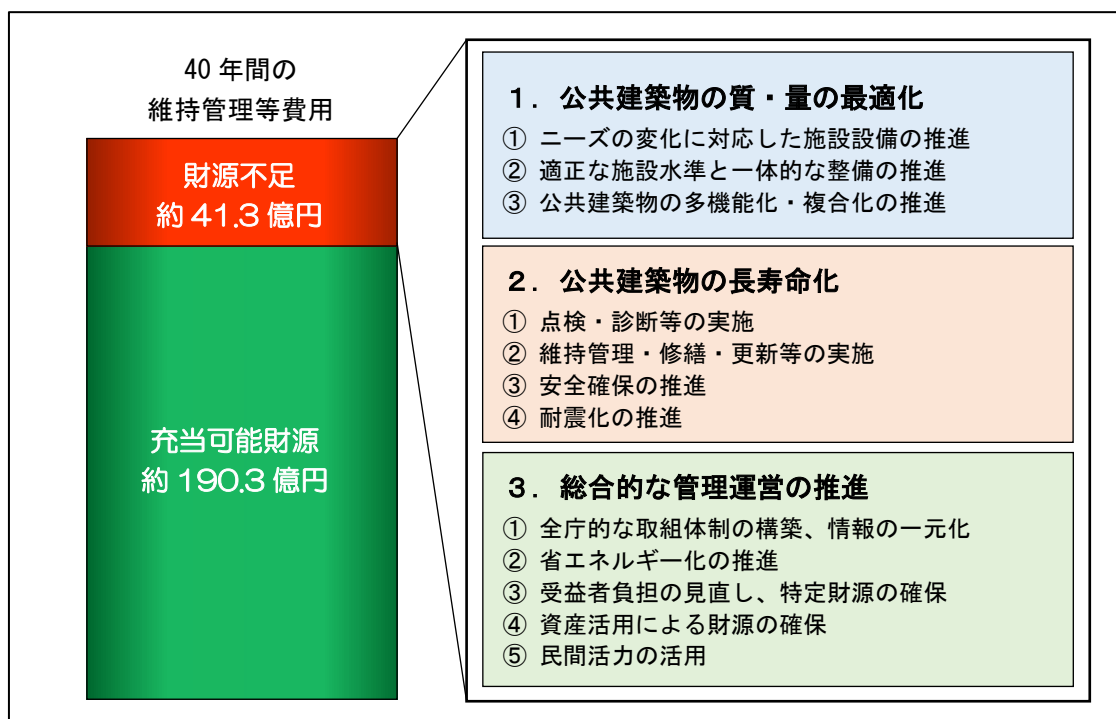 40 年間の
維持管理等費用
財源不足
約 41.3 億円
充当可能財源
約 190.3 億円
１．公共建築物の質・量の最適化
① ニーズの変化に対応した施設設備の推進
② 適正な施設水準と一体的な整備の推進
③ 公共建築物の多機能化・複合化の推進
２．公共建築物の長寿命化
① 点検・診断等の実施
② 維持管理・修繕・更新等の実施
③ 安全確保の推進
④ 耐震化の推進
３．総合的な管理運営の推進
① 全庁的な取組体制の構築、情報の一元化
② 省エネルギー化の推進
③ 受益者負担の見直し、特定財源の確保
④ 資産活用による財源の確保
⑤ 民間活力の活用